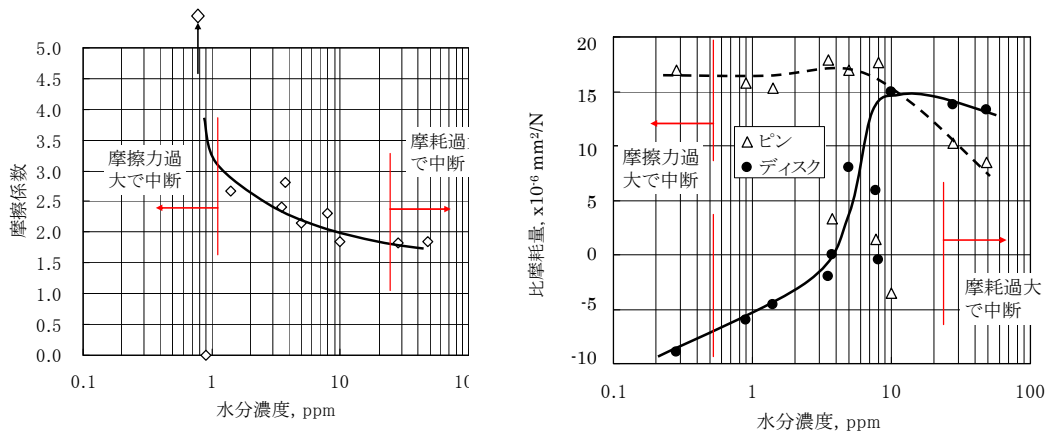 5.0
4.5
4.0
3.5
3.0
2.5
2.0
1.5
1.0
0.5
0.0
摩擦係数
摩擦力過
大で中断
摩耗過
で中断
0.1
1
10
水分濃度, ppm
20
15
10
5
0
-5
-10
比摩耗量, x10⁻⁶ mm²/N
摩擦力過
大で中断
ピン
ディスク
摩耗過大
で中断
0.1
1
10
100
水分濃度, ppm